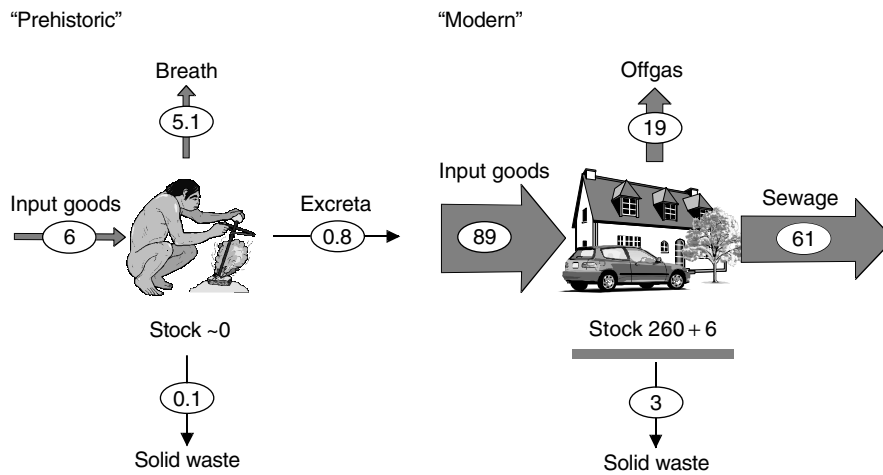 “Prehistoric”
Breath
5.1
Input goods
6
Excreta
0.8
Stock ~0
0.1
Solid waste
“Modern”
Offgas
19
Input goods
89
Sewage
61
Stock 260 + 6
3
Solid waste